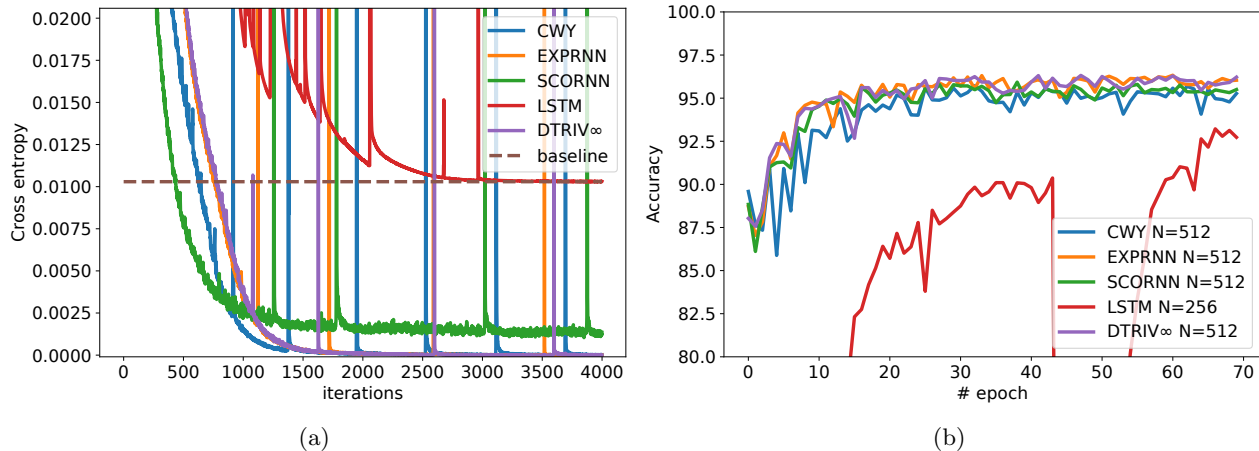 0.0200
0.0175
0.0150
0.0125
0.0100
0.0075
0.0050
0.0025
0.0000
Cross entropy
0 500 1000 1500 2000 2500 3000 3500 4000
iterations
CWY
EXPRNN
SCORNN
LSTM
DTRIV∞
baseline
(a)
100.0
97.5
95.0
92.5
90.0
87.5
85.0
82.5
80.0
Accuracy
0 10 20 30 40 50 60 70
# epoch
CWY N=512
EXPRNN N=512
SCORNN N=512
LSTM N=256
DTRIV∞ N=512
(b)